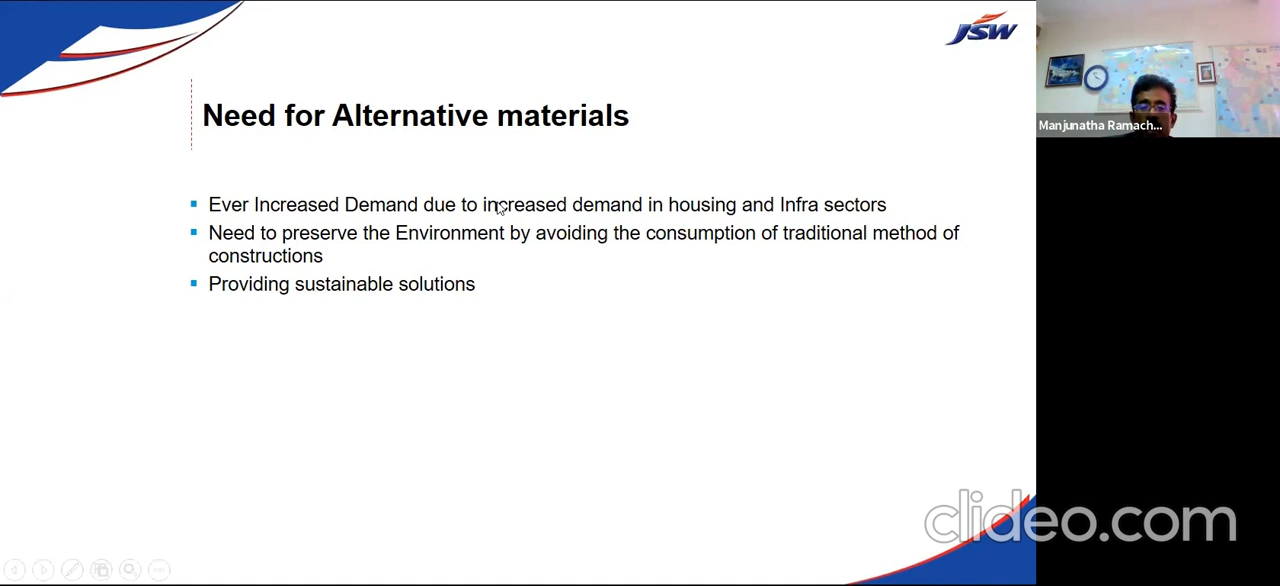 JSW
Need for Alternative materials
Manjunatha Ramach...
Ever Increased Demand due to increased demand in housing and Infra sectors
Need to preserve the Environment by avoiding the consumption of traditional method of
constructions
Providing sustainable solutions
clideo.com